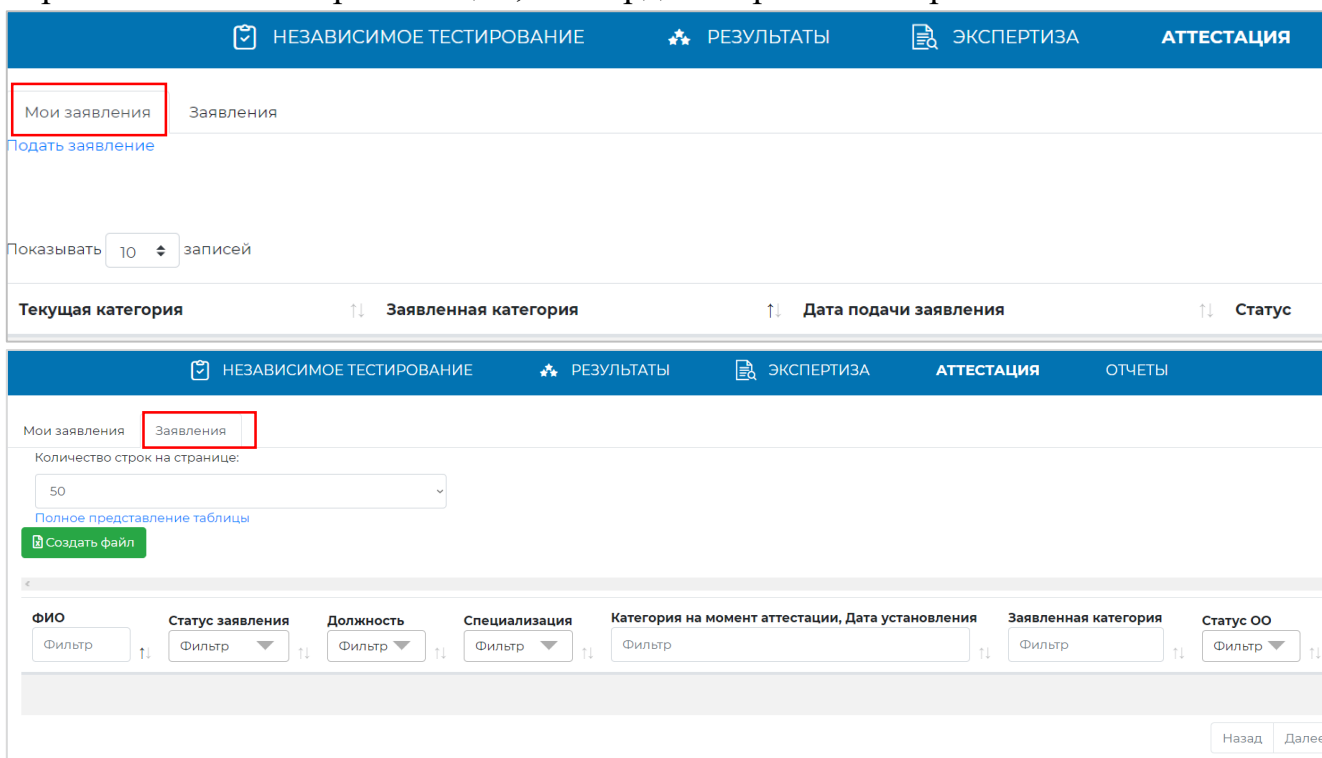 НЕЗАВИСИМОЕ ТЕСТИРОВАНИЕ РЕЗУЛЬТАТЫ ЭКСПЕРТИЗА АТТЕСТАЦИЯ
Мои заявления Заявления
Подать заявление
Показывать 10 записей
Текущая категория Заявленная категория Дата подачи заявления Статус
НЕЗАВИСИМОЕ ТЕСТИРОВАНИЕ РЕЗУЛЬТАТЫ ЭКСПЕРТИЗА АТТЕСТАЦИЯ ОТЧЕТЫ
Мои заявления Заявления
Количество строк на странице:
50
Полное представление таблицы
Создать файл
ФИО Статус заявления Должность Специализация Категория на момент аттестации, Дата установления Заявленная категория Статус ОО
Фильтр Фильтр Фильтр Фильтр Фильтр Фильтр Фильтр
Назад Далее